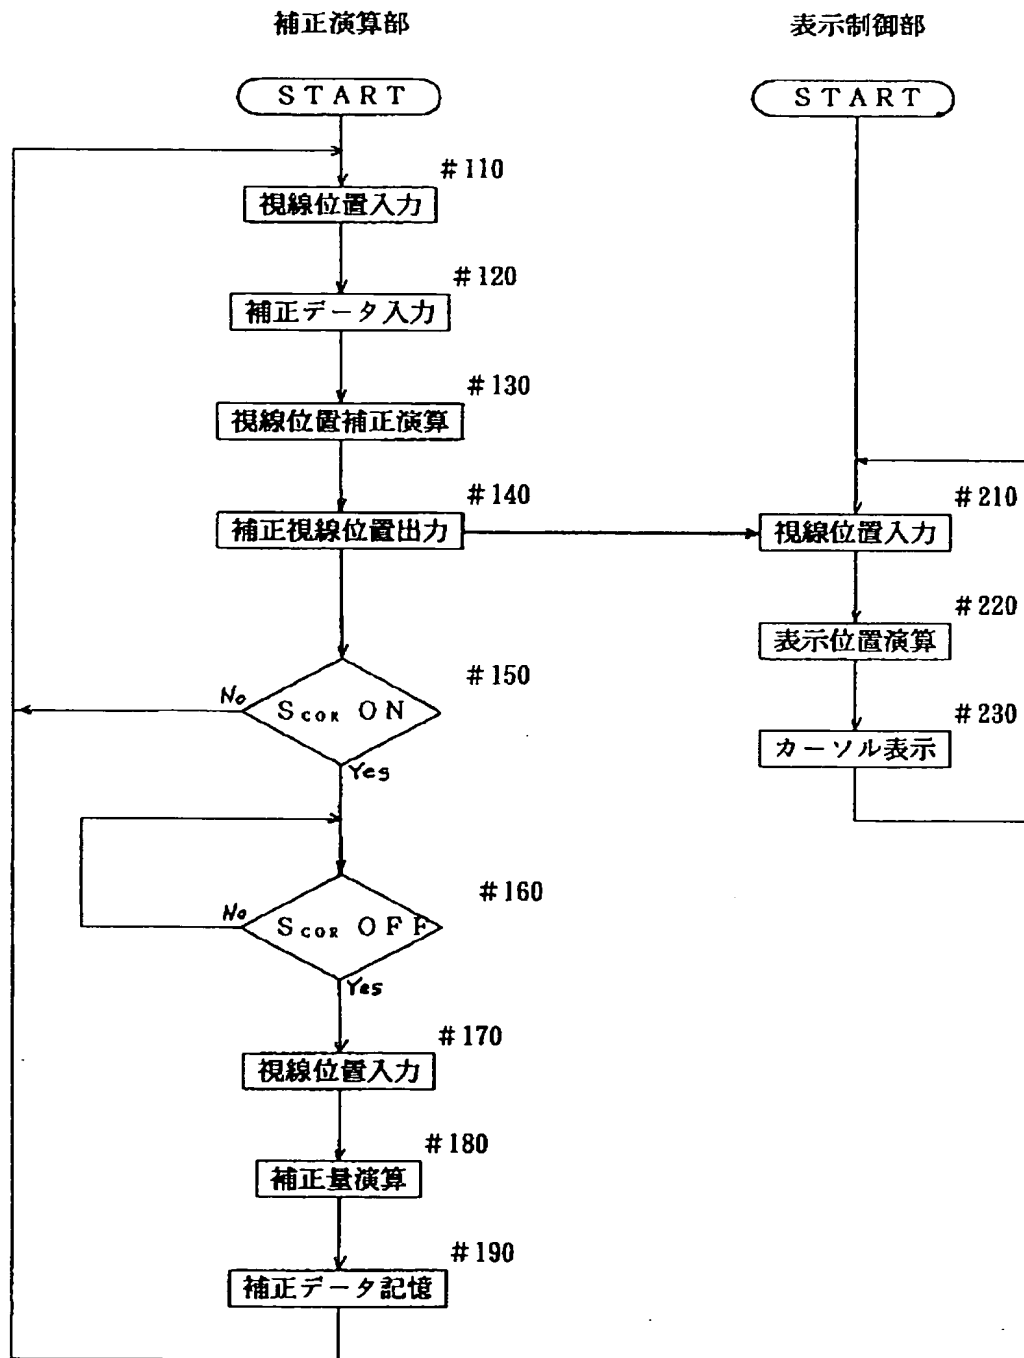 補正演算部
START
#110
視線位置入力
#120
補正データ入力
#130
視線位置補正演算
#140
補正視線位置出力
#150
SCOR ON
No
Yes
#160
SCOR OFF
No
Yes
#170
視線位置入力
#180
補正量演算
#190
補正データ記憶
表示制御部
START
#210
視線位置入力
#220
表示位置演算
#230
カーソル表示